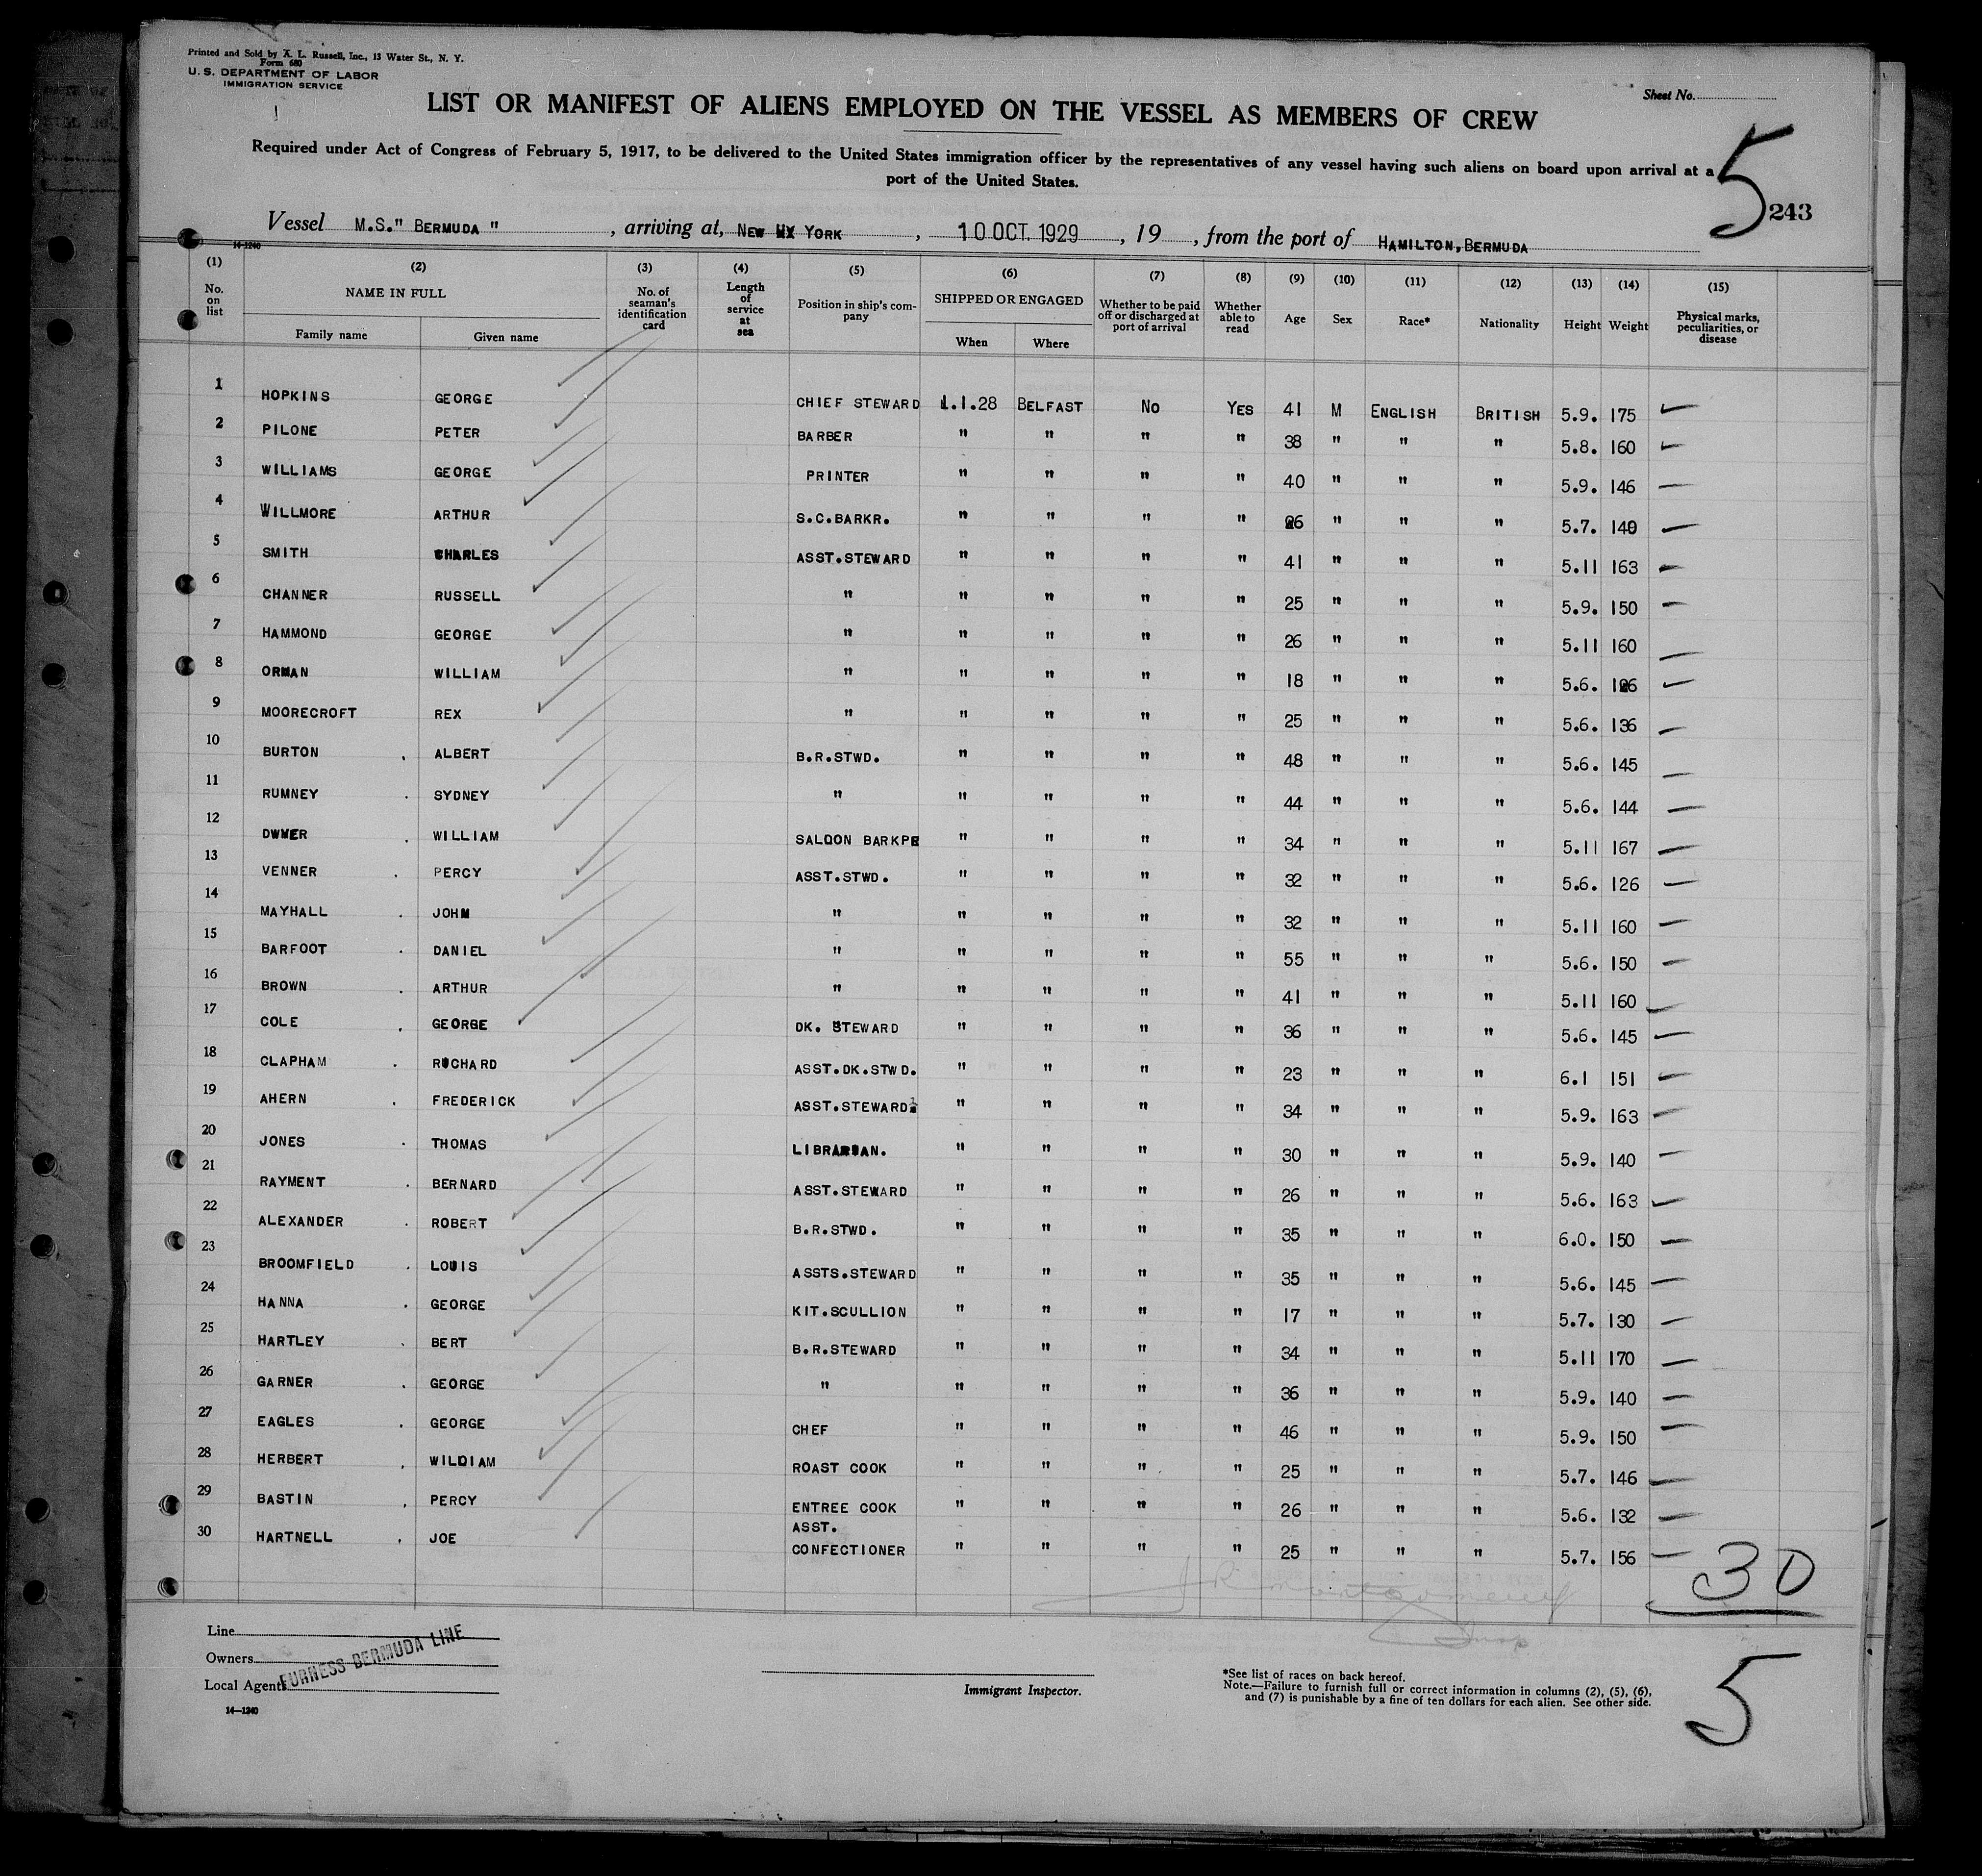 Printed and Sold by A. L. Russell, Inc., 13 Water St., N. Y.
Form 680
U. S. DEPARTMENT OF LABOR
IMMIGRATION SERVICE
Sheet No.
LIST OR MANIFEST OF ALIENS EMPLOYED ON THE VESSEL AS MEMBERS OF CREW
Required under Act of Congress of February 5, 1917, to be delivered to the United States immigration officer by the representatives of any vessel having such aliens on board upon arrival at a
port of the United States.
5
243
Vessel M.S." BERMUDA " , arriving at, NEW YORK , 10 OCT. 1929 , 19 , from the port of HAMILTON, BERMUDA
14-1240
(1) (2) (3) (4) (5) (6) (7) (8) (9) (10) (11) (12) (13) (14) (15)
No. on list NAME IN FULL Family name Given name No. of seaman's identification card Length of service at sea Position in ship's company SHIPPED OR ENGAGED When Where Whether to be paid off or discharged at port of arrival Whether able to read Age Sex Race* Nationality Height Weight Physical marks, peculiarities, or disease
1 HOPKINS GEORGE CHIEF STEWARD 1.1.28 BELFAST NO YES 41 M ENGLISH BRITISH 5.9. 175
2 PILONE PETER BARBER " " " " 38 " " " 5.8. 160
3 WILLIAMS GEORGE PRINTER " " " " 40 " " " 5.9. 146
4 WILLMORE ARTHUR S.C.BARKR. " " " " 26 " " " 5.7. 149
5 SMITH CHARLES ASST.STEWARD " " " " 41 " " " 5.11 163
6 CHANNER RUSSELL " " " " " 25 " " " 5.9. 150
7 HAMMOND GEORGE " " " " " 26 " " " 5.11 160
8 ORMAN WILLIAM " " " " " 18 " " " 5.6. 126
9 MOORECROFT REX " " " " " 25 " " " 5.6. 136
10 BURTON . ALBERT B.R.STWD. " " " " 48 " " " 5.6. 145
11 RUMNEY . SYDNEY " " " " " 44 " " " 5.6. 144
12 . WILLIAM SALOON BARKPR " " " " 34 " " " 5.11 167
13 VENNER . PERCY ASST.STWD. " " " " 32 " " " 5.6. 126
14 MAYHALL . JOHN " " " " " 32 " " " 5.11 160
15 BARFOOT . DANIEL " " " " " 55 " " " 5.6. 150
16 BROWN . ARTHUR " " " " " 41 " " " 5.11 160
17 COLE . GEORGE DK. STEWARD " " " " 36 " " " 5.6. 145
18 CLAPHAM . RICHARD ASST.DK.STWD. " " " " 23 " " " 6.1 151
19 AHERN . FREDERICK ASST.STEWARD " " " " 34 " " " 5.9. 163
20 JONES . THOMAS LIBRARIAN. " " " " 30 " " " 5.9. 140
21 RAYMENT . BERNARD ASST.STEWARD " " " " 26 " " " 5.6. 163
22 ALEXANDER . ROBERT B.R.STWD. " " " " 35 " " " 6.0. 150
23 BROOMFIELD . LOUIS ASSTS.STEWARD " " " " 35 " " " 5.6. 145
24 HANNA . GEORGE KIT.SCULLION " " " " 17 " " " 5.7. 130
25 HARTLEY . BERT B.R.STEWARD " " " " 34 " " " 5.11 170
26 GARNER . GEORGE " " " " " 36 " " " 5.9. 140
27 EAGLES . GEORGE CHEF " " " " 46 " " " 5.9. 150
28 HERBERT . WILLIAM ROAST COOK " " " " 25 " " " 5.7. 146
29 BASTIN . PERCY ENTREE COOK " " " " 26 " " " 5.6. 132
30 HARTNELL . JOE ASST. CONFECTIONER " " " " 25 " " " 5.7. 156
30
Line
Owners
Local Agents
FURNESS BERMUDA LINE
14-1240
Immigrant Inspector.
*See list of races on back hereof.
Note.—Failure to furnish full or correct information in columns (2), (5), (6),
and (7) is punishable by a fine of ten dollars for each alien. See other side.
5